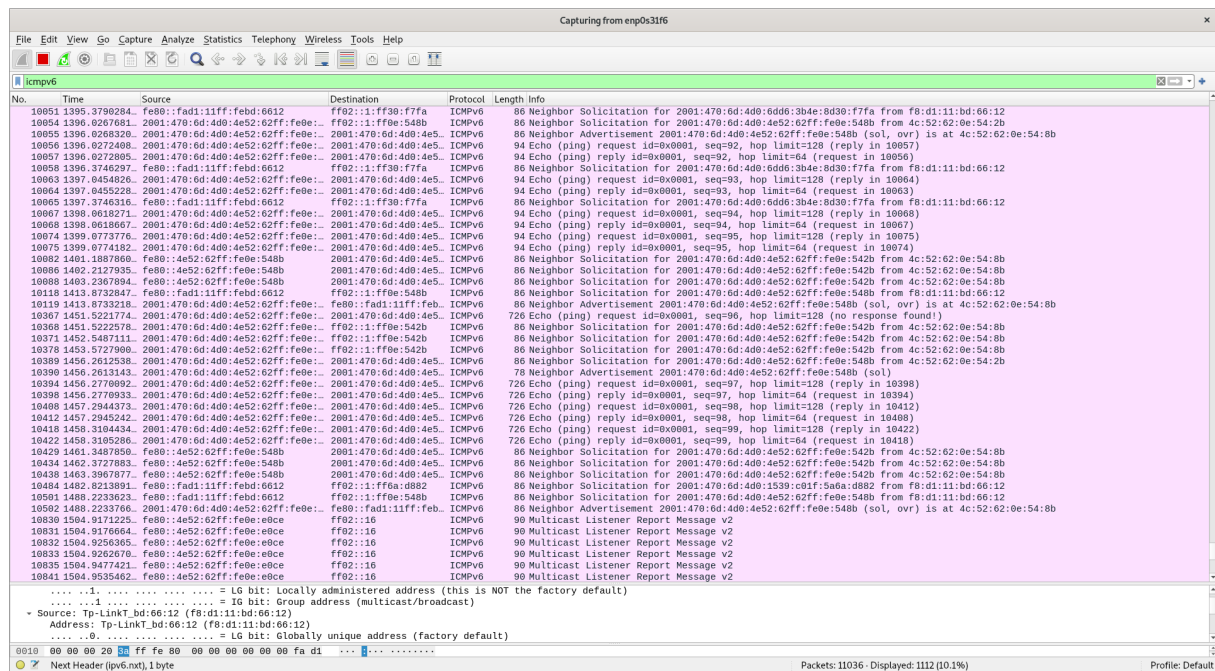 Capturing from enp0s31f6
File Edit View Go Capture Analyze Statistics Telephony Wireless Tools Help
icmpv6
No. Time Source Destination Protocol Length Info
10051 1395.3790284… fe80::fad1:11ff:febd:6612 ff02::1:ff30:f7fa ICMPv6 86 Neighbor Solicitation for 2001:470:6d:4d0:6dd6:3b4e:8d30:f7fa from f8:d1:11:bd:66:12
10054 1396.0267681… 2001:470:6d:4d0:4e52:62ff:fe0e:… ff02::1:ff0e:548b ICMPv6 86 Neighbor Solicitation for 2001:470:6d:4d0:4e52:62ff:fe0e:548b from 4c:52:62:0e:54:2b
10055 1396.0268320… 2001:470:6d:4d0:4e52:62ff:fe0e:… 2001:470:6d:4d0:4e5… ICMPv6 86 Neighbor Advertisement 2001:470:6d:4d0:4e52:62ff:fe0e:548b (sol, ovr) is at 4c:52:62:0e:54:8b
10056 1396.0272408… 2001:470:6d:4d0:4e52:62ff:fe0e:… 2001:470:6d:4d0:4e5… ICMPv6 94 Echo (ping) request id=0x0001, seq=92, hop limit=128 (reply in 10057)
10057 1396.0272805… 2001:470:6d:4d0:4e52:62ff:fe0e:… 2001:470:6d:4d0:4e5… ICMPv6 94 Echo (ping) reply id=0x0001, seq=92, hop limit=64 (request in 10056)
10058 1396.3746297… fe80::fad1:11ff:febd:6612 ff02::1:ff30:f7fa ICMPv6 86 Neighbor Solicitation for 2001:470:6d:4d0:6dd6:3b4e:8d30:f7fa from f8:d1:11:bd:66:12
10063 1397.0454826… 2001:470:6d:4d0:4e52:62ff:fe0e:… 2001:470:6d:4d0:4e5… ICMPv6 94 Echo (ping) request id=0x0001, seq=93, hop limit=128 (reply in 10064)
10064 1397.0455228… 2001:470:6d:4d0:4e52:62ff:fe0e:… 2001:470:6d:4d0:4e5… ICMPv6 94 Echo (ping) reply id=0x0001, seq=93, hop limit=64 (request in 10063)
10065 1397.3746316… fe80::fad1:11ff:febd:6612 ff02::1:ff30:f7fa ICMPv6 86 Neighbor Solicitation for 2001:470:6d:4d0:6dd6:3b4e:8d30:f7fa from f8:d1:11:bd:66:12
10067 1398.0618271… 2001:470:6d:4d0:4e52:62ff:fe0e:… 2001:470:6d:4d0:4e5… ICMPv6 94 Echo (ping) request id=0x0001, seq=94, hop limit=128 (reply in 10068)
10068 1398.0618667… 2001:470:6d:4d0:4e52:62ff:fe0e:… 2001:470:6d:4d0:4e5… ICMPv6 94 Echo (ping) reply id=0x0001, seq=94, hop limit=64 (request in 10067)
10074 1399.0773776… 2001:470:6d:4d0:4e52:62ff:fe0e:… 2001:470:6d:4d0:4e5… ICMPv6 94 Echo (ping) request id=0x0001, seq=95, hop limit=128 (reply in 10075)
10075 1399.0774182… 2001:470:6d:4d0:4e52:62ff:fe0e:… 2001:470:6d:4d0:4e5… ICMPv6 94 Echo (ping) reply id=0x0001, seq=95, hop limit=64 (request in 10074)
10082 1401.1887860… fe80::4e52:62ff:fe0e:548b 2001:470:6d:4d0:4e5… ICMPv6 86 Neighbor Solicitation for 2001:470:6d:4d0:4e52:62ff:fe0e:542b from 4c:52:62:0e:54:8b
10086 1402.2127935… fe80::4e52:62ff:fe0e:548b 2001:470:6d:4d0:4e5… ICMPv6 86 Neighbor Solicitation for 2001:470:6d:4d0:4e52:62ff:fe0e:542b from 4c:52:62:0e:54:8b
10088 1403.2367894… fe80::4e52:62ff:fe0e:548b 2001:470:6d:4d0:4e5… ICMPv6 86 Neighbor Solicitation for 2001:470:6d:4d0:4e52:62ff:fe0e:542b from 4c:52:62:0e:54:8b
10118 1413.8732847… fe80::fad1:11ff:febd:6612 ff02::1:ff0e:548b ICMPv6 86 Neighbor Solicitation for 2001:470:6d:4d0:4e52:62ff:fe0e:548b from f8:d1:11:bd:66:12
10119 1413.8733218… 2001:470:6d:4d0:4e52:62ff:fe0e:… fe80::fad1:11ff:feb… ICMPv6 86 Neighbor Advertisement 2001:470:6d:4d0:4e52:62ff:fe0e:548b (sol, ovr) is at 4c:52:62:0e:54:8b
10367 1451.5221774… 2001:470:6d:4d0:4e52:62ff:fe0e:… 2001:470:6d:4d0:4e5… ICMPv6 726 Echo (ping) request id=0x0001, seq=96, hop limit=128 (no response found!)
10368 1451.5222578… 2001:470:6d:4d0:4e52:62ff:fe0e:… ff02::1:ff0e:542b ICMPv6 86 Neighbor Solicitation for 2001:470:6d:4d0:4e52:62ff:fe0e:542b from 4c:52:62:0e:54:8b
10371 1452.5487111… 2001:470:6d:4d0:4e52:62ff:fe0e:… ff02::1:ff0e:542b ICMPv6 86 Neighbor Solicitation for 2001:470:6d:4d0:4e52:62ff:fe0e:542b from 4c:52:62:0e:54:8b
10378 1453.5727900… 2001:470:6d:4d0:4e52:62ff:fe0e:… ff02::1:ff0e:542b ICMPv6 86 Neighbor Solicitation for 2001:470:6d:4d0:4e52:62ff:fe0e:542b from 4c:52:62:0e:54:8b
10389 1456.2612538… 2001:470:6d:4d0:4e52:62ff:fe0e:… 2001:470:6d:4d0:4e5… ICMPv6 86 Neighbor Solicitation for 2001:470:6d:4d0:4e52:62ff:fe0e:548b from 4c:52:62:0e:54:2b
10390 1456.2613143… 2001:470:6d:4d0:4e52:62ff:fe0e:… 2001:470:6d:4d0:4e5… ICMPv6 78 Neighbor Advertisement 2001:470:6d:4d0:4e52:62ff:fe0e:548b (sol)
10394 1456.2770092… 2001:470:6d:4d0:4e52:62ff:fe0e:… 2001:470:6d:4d0:4e5… ICMPv6 726 Echo (ping) request id=0x0001, seq=97, hop limit=128 (reply in 10398)
10398 1456.2770933… 2001:470:6d:4d0:4e52:62ff:fe0e:… 2001:470:6d:4d0:4e5… ICMPv6 726 Echo (ping) reply id=0x0001, seq=97, hop limit=64 (request in 10394)
10408 1457.2944373… 2001:470:6d:4d0:4e52:62ff:fe0e:… 2001:470:6d:4d0:4e5… ICMPv6 726 Echo (ping) request id=0x0001, seq=98, hop limit=128 (reply in 10412)
10412 1457.2945242… 2001:470:6d:4d0:4e52:62ff:fe0e:… 2001:470:6d:4d0:4e5… ICMPv6 726 Echo (ping) reply id=0x0001, seq=98, hop limit=64 (request in 10408)
10418 1458.3104434… 2001:470:6d:4d0:4e52:62ff:fe0e:… 2001:470:6d:4d0:4e5… ICMPv6 726 Echo (ping) request id=0x0001, seq=99, hop limit=128 (reply in 10422)
10422 1458.3105286… 2001:470:6d:4d0:4e52:62ff:fe0e:… 2001:470:6d:4d0:4e5… ICMPv6 726 Echo (ping) reply id=0x0001, seq=99, hop limit=64 (request in 10418)
10429 1461.3487850… fe80::4e52:62ff:fe0e:548b 2001:470:6d:4d0:4e5… ICMPv6 86 Neighbor Solicitation for 2001:470:6d:4d0:4e52:62ff:fe0e:542b from 4c:52:62:0e:54:8b
10434 1462.3727883… fe80::4e52:62ff:fe0e:548b 2001:470:6d:4d0:4e5… ICMPv6 86 Neighbor Solicitation for 2001:470:6d:4d0:4e52:62ff:fe0e:542b from 4c:52:62:0e:54:8b
10438 1463.3967877… fe80::4e52:62ff:fe0e:548b 2001:470:6d:4d0:4e5… ICMPv6 86 Neighbor Solicitation for 2001:470:6d:4d0:4e52:62ff:fe0e:542b from 4c:52:62:0e:54:8b
10484 1482.8213891… fe80::fad1:11ff:febd:6612 ff02::1:ff6a:d882 ICMPv6 86 Neighbor Solicitation for 2001:470:6d:4d0:1539:c01f:5a6a:d882 from f8:d1:11:bd:66:12
10501 1488.2233623… fe80::fad1:11ff:febd:6612 ff02::1:ff0e:548b ICMPv6 86 Neighbor Solicitation for 2001:470:6d:4d0:4e52:62ff:fe0e:548b from f8:d1:11:bd:66:12
10502 1488.2233766… 2001:470:6d:4d0:4e52:62ff:fe0e:… fe80::fad1:11ff:feb… ICMPv6 86 Neighbor Advertisement 2001:470:6d:4d0:4e52:62ff:fe0e:548b (sol, ovr) is at 4c:52:62:0e:54:8b
10830 1504.9171225… fe80::4e52:62ff:fe0e:e0ce ff02::16 ICMPv6 90 Multicast Listener Report Message v2
10831 1504.9176664… fe80::4e52:62ff:fe0e:e0ce ff02::16 ICMPv6 90 Multicast Listener Report Message v2
10832 1504.9256365… fe80::4e52:62ff:fe0e:e0ce ff02::16 ICMPv6 90 Multicast Listener Report Message v2
10833 1504.9262670… fe80::4e52:62ff:fe0e:e0ce ff02::16 ICMPv6 90 Multicast Listener Report Message v2
10835 1504.9477421… fe80::4e52:62ff:fe0e:e0ce ff02::16 ICMPv6 90 Multicast Listener Report Message v2
10841 1504.9535462… fe80::4e52:62ff:fe0e:e0ce ff02::16 ICMPv6 90 Multicast Listener Report Message v2
.... ..1. .... .... .... .... = LG bit: Locally administered address (this is NOT the factory default)
.... ...1 .... .... .... .... = IG bit: Group address (multicast/broadcast)
Source: Tp-LinkT_bd:66:12 (f8:d1:11:bd:66:12)
Address: Tp-LinkT_bd:66:12 (f8:d1:11:bd:66:12)
.... ..0. .... .... .... .... = LG bit: Globally unique address (factory default)
0010 00 00 00 20 3a ff fe 80 00 00 00 00 00 00 fa d1 ··· :··· ········
Next Header (ipv6.nxt), 1 byte Packets: 11036 · Displayed: 1112 (10.1%) Profile: Default